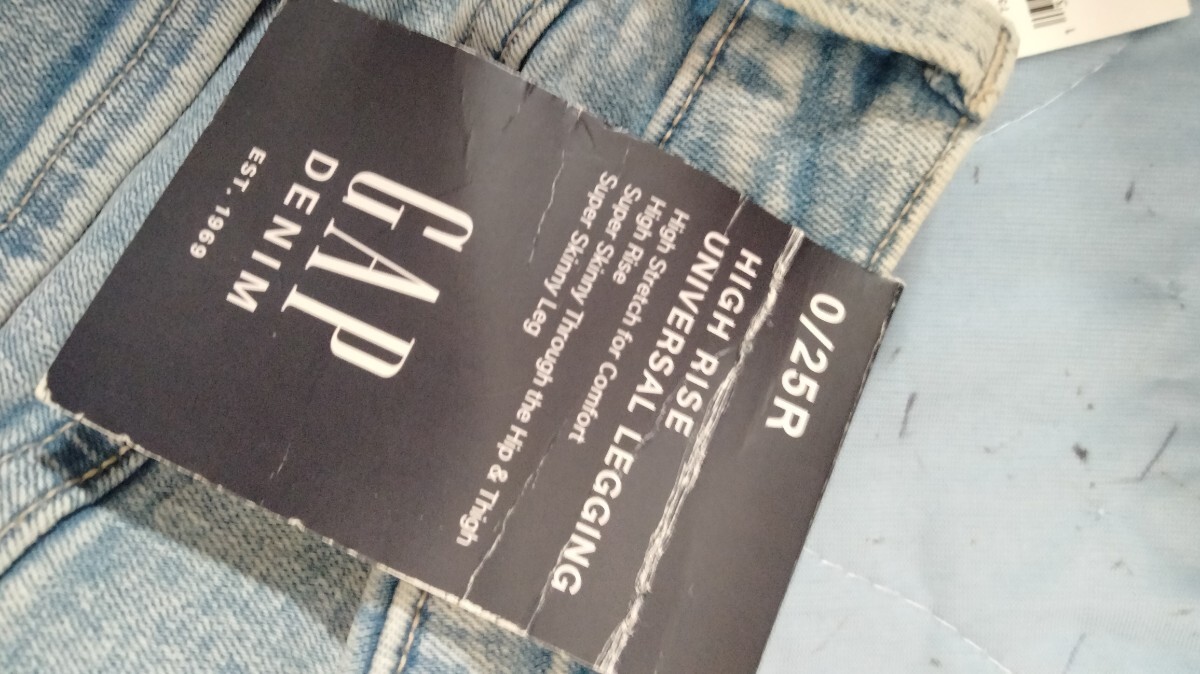 GAP
DENIM
EST. 1969
0/25R
HIGH RISE
UNIVERSAL LEGGING
High Stretch for Comfort
High Rise
Super Skinny Through the Hip & Thigh
Super Skinny Leg